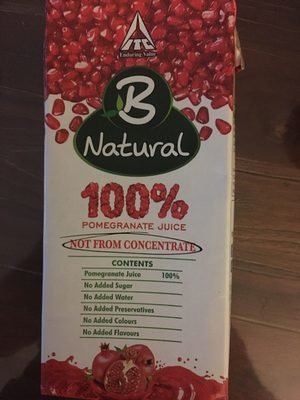 ITC
Enduring Value
B
Natural
100%
POMEGRANATE JUICE
NOT FROM CONCENTRATE
CONTENTS
Pomegranate Juice 100%
No Added Sugar
No Added Water
No Added Preservatives
No Added Colours
No Added Flavours